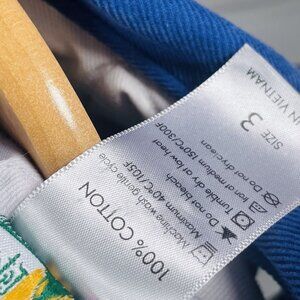 IN VIETNAM
SIZE 3
100% COTTON
Machine wash gentle cycle
Maximum 40°C/105F
Do not bleach
Tumble dry at low heat
Iron at medium 150°C/300F
Do not dryclean